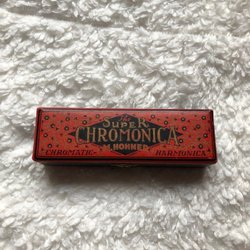 The
SUPER
CHROMONICA
M. HOHNER
CHROMATIC HARMONICA